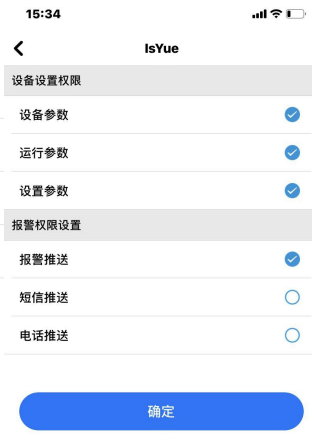 15:34
IsYue
设备设置权限
设备参数
运行参数
设置参数
报警权限设置
报警推送
短信推送
电话推送
确定